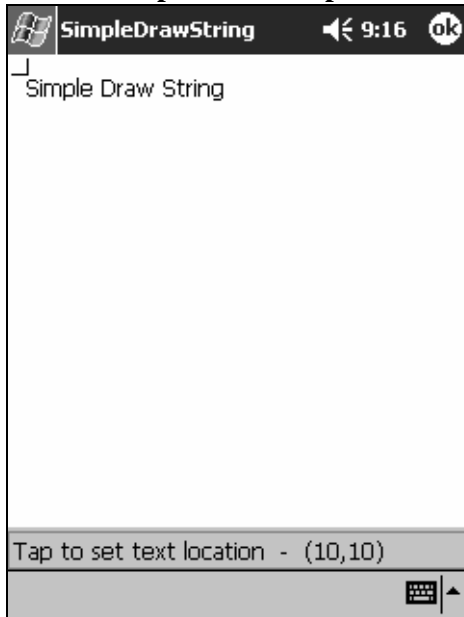 SimpleDrawString 9:16 ok
Simple Draw String
Tap to set text location - (10,10)